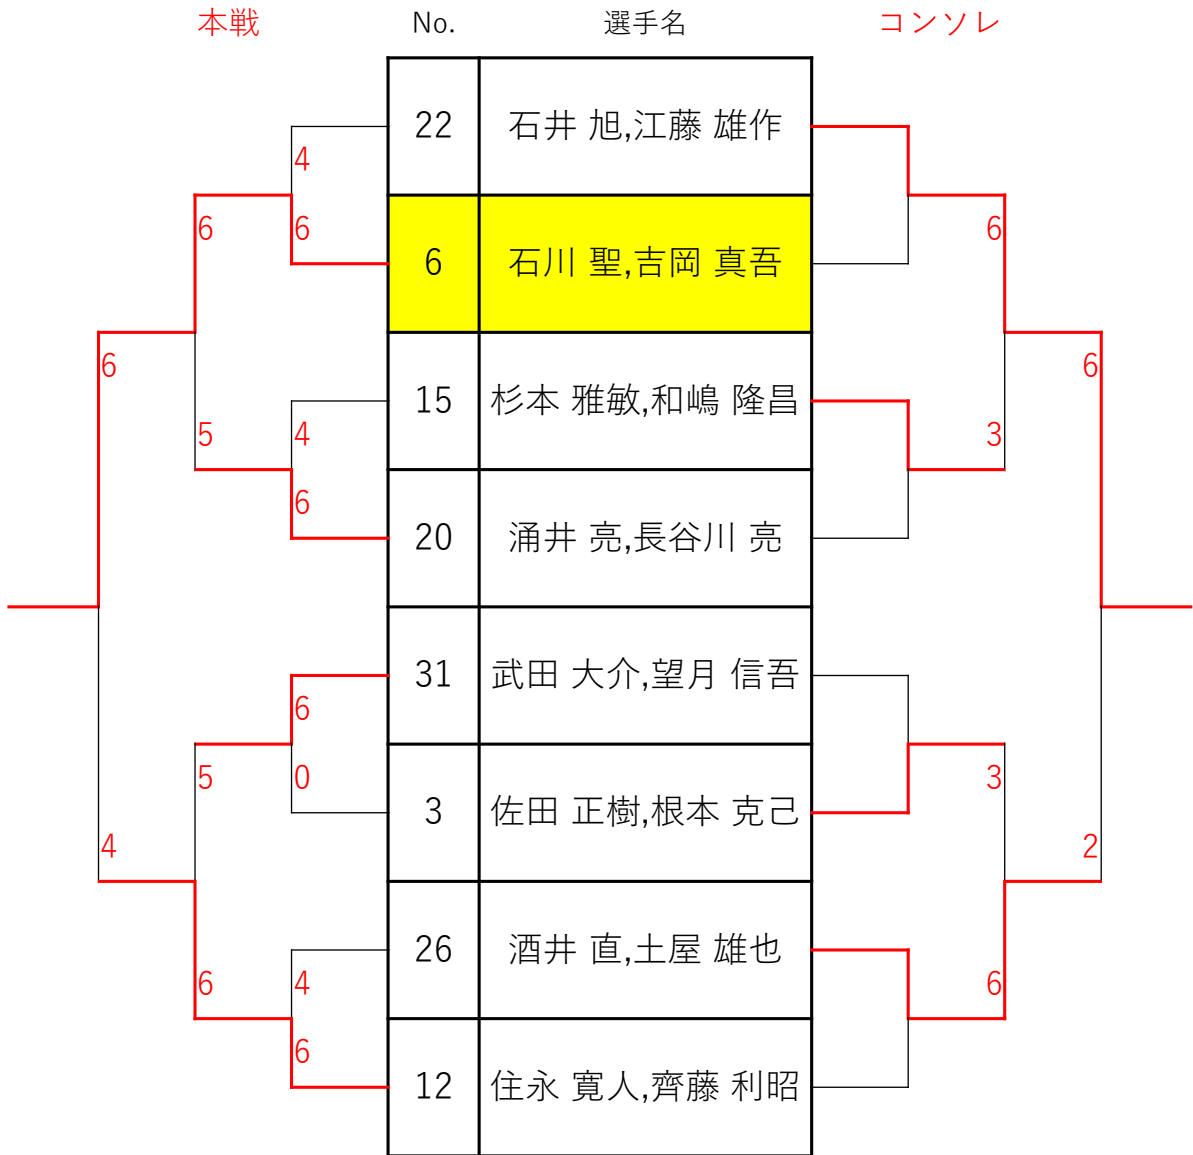 本戦 No. 選手名 コンソレ
22 石井 旭,江藤 雄作
4
6 6 6
6 石川 聖,吉岡 真吾
6 6
15 杉本 雅敏,和嶋 隆昌
5 4 3
6
20 涌井 亮,長谷川 亮
31 武田 大介,望月 信吾
6
5 0 3
3 佐田 正樹,根本 克己
4 2
26 酒井 直,土屋 雄也
6 4 6
6
12 住永 寛人,齊藤 利昭